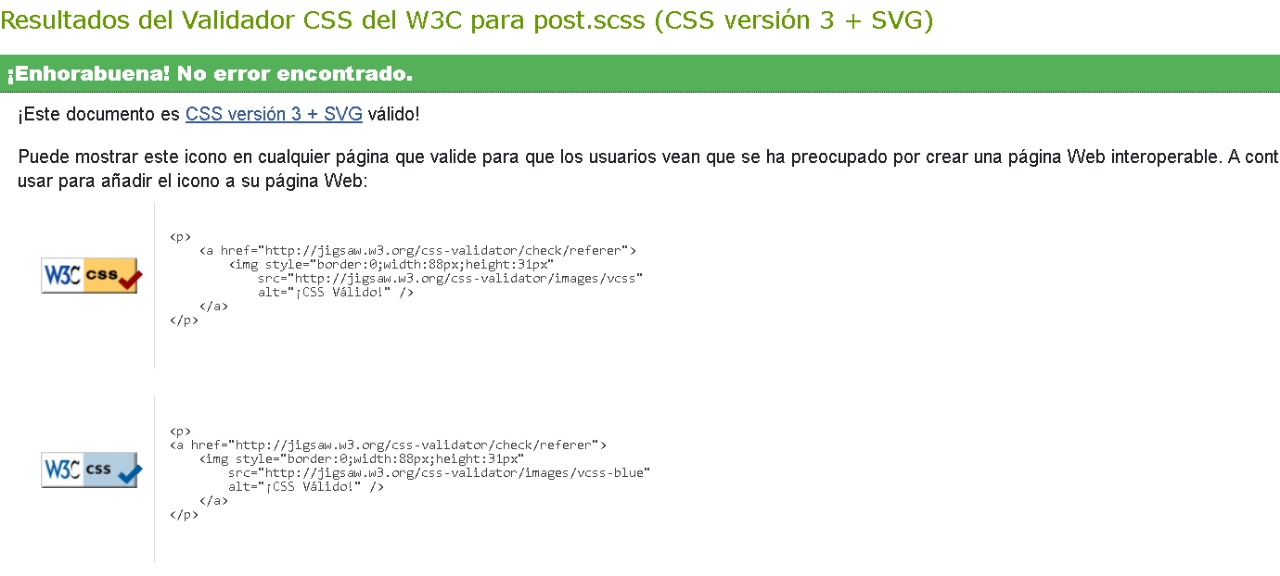 Resultados del Validador CSS del W3C para post.scss (CSS versión 3 + SVG)
¡Enhorabuena! No error encontrado.
¡Este documento es CSS versión 3 + SVG válido!
Puede mostrar este icono en cualquier página que valide para que los usuarios vean que se ha preocupado por crear una página Web interoperable. A cont
usar para añadir el icono a su página Web:
W3C css
<p>
<a href="http://jigsaw.w3.org/css-validator/check/referer">
<img style="border:0;width:88px;height:31px"
src="http://jigsaw.w3.org/css-validator/images/vcss"
alt="¡CSS Válido!" />
</a>
</p>
W3C css
<p>
<a href="http://jigsaw.w3.org/css-validator/check/referer">
<img style="border:0;width:88px;height:31px"
src="http://jigsaw.w3.org/css-validator/images/vcss-blue"
alt="¡CSS Válido!" />
</a>
</p>